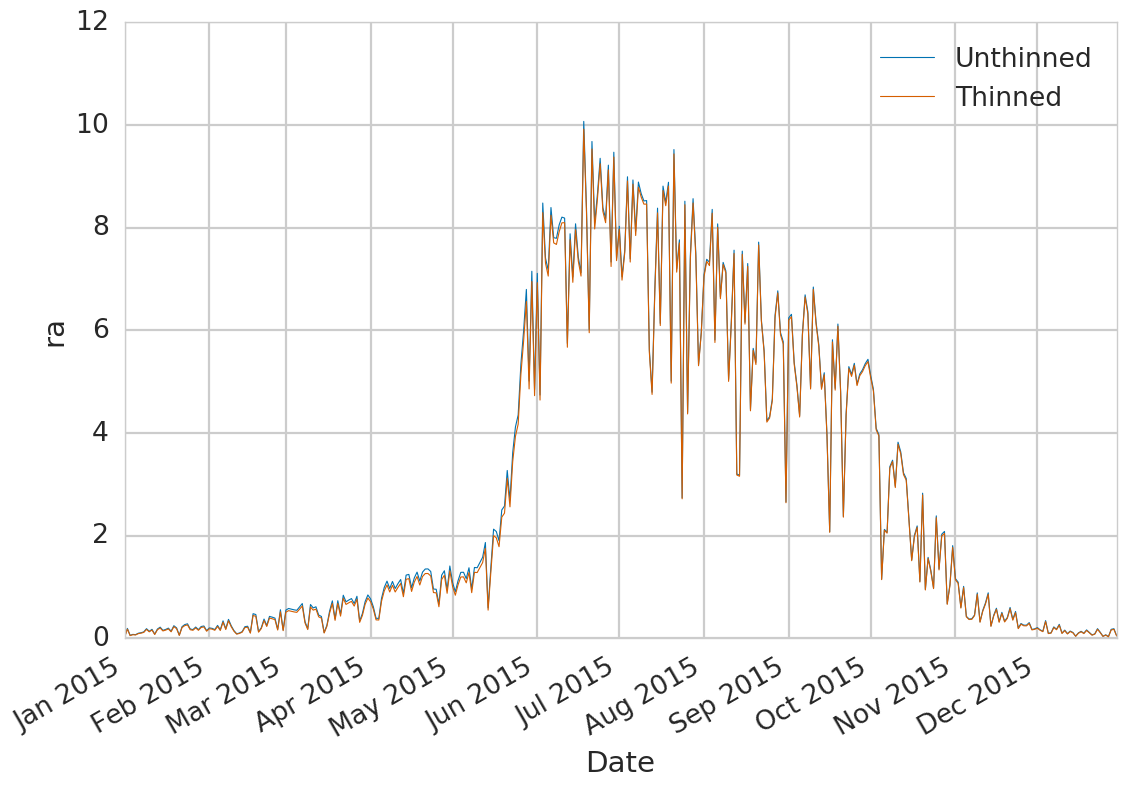 12
10
8
6
4
2
0
ra
Unthinned
Thinned
Jan 2015
Feb 2015
Mar 2015
Apr 2015
May 2015
Jun 2015
Jul 2015
Aug 2015
Sep 2015
Oct 2015
Nov 2015
Dec 2015
Date